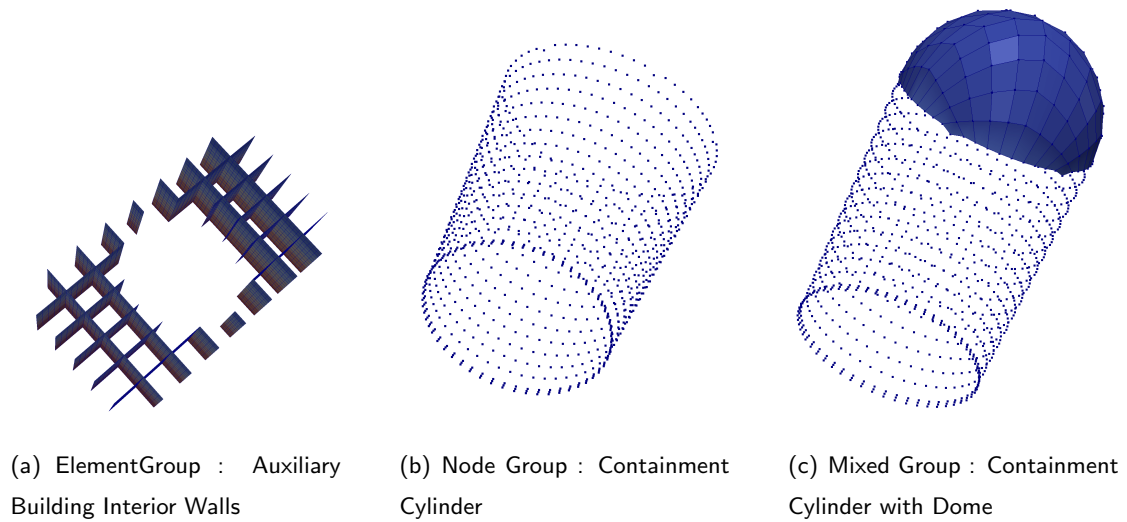 (a) ElementGroup : Auxiliary
Building Interior Walls
(b) Node Group : Containment
Cylinder
(c) Mixed Group : Containment
Cylinder with Dome